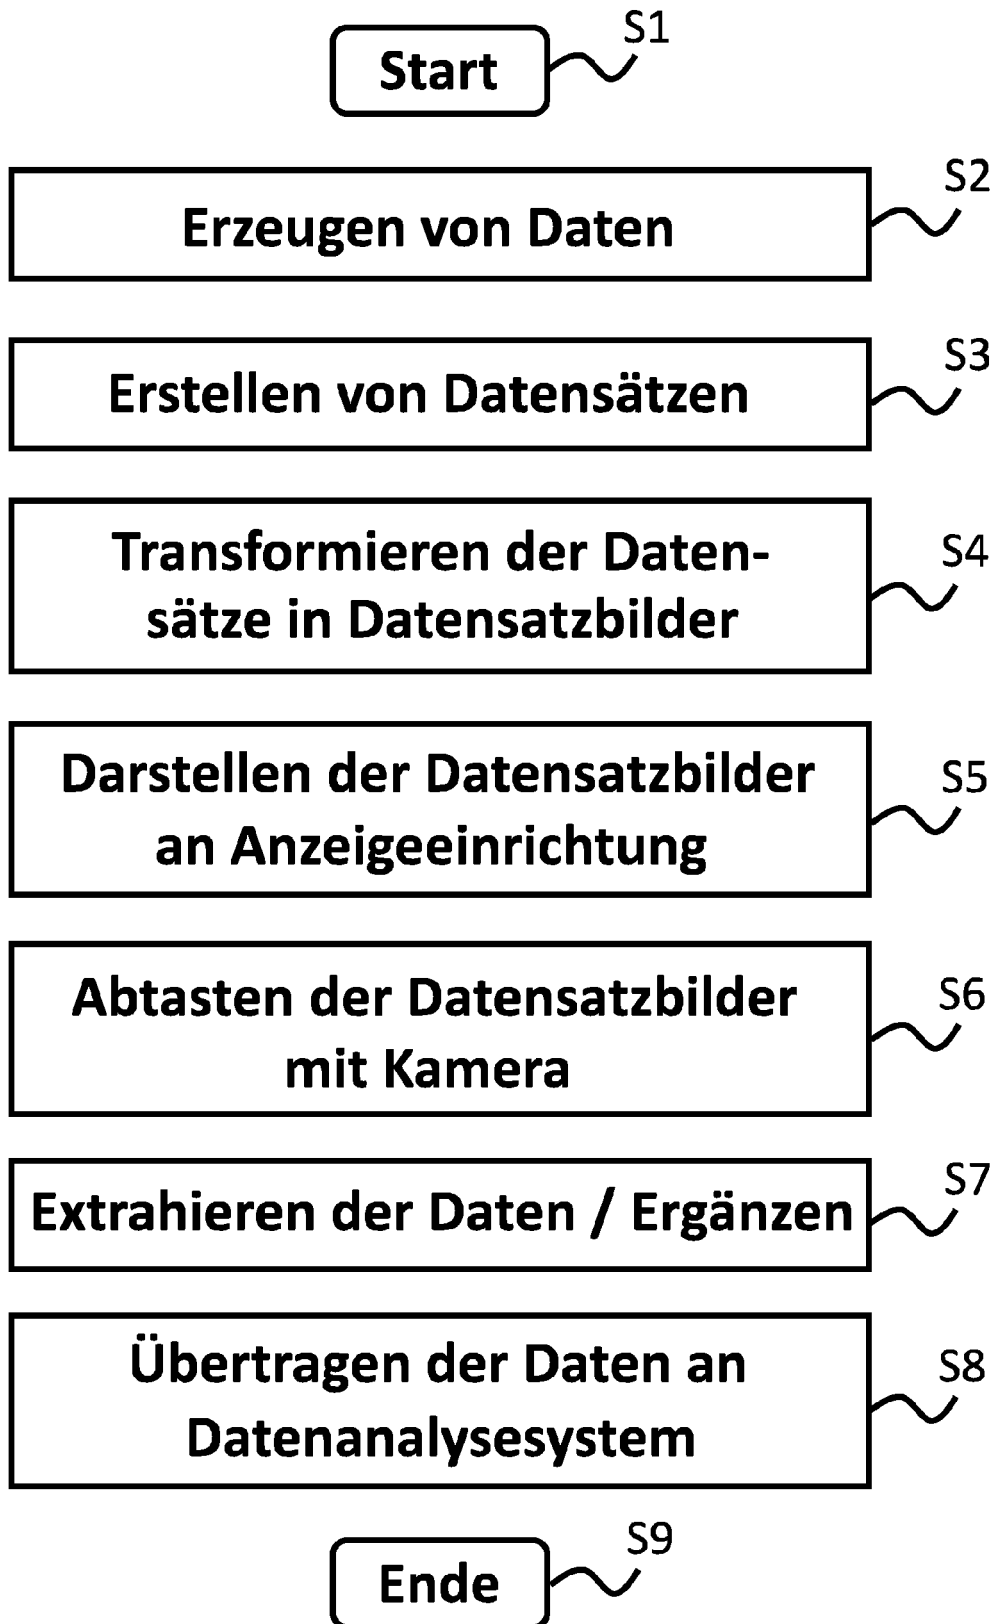 Start
S1
Erzeugen von Daten
S2
Erstellen von Datensätzen
S3
Transformieren der Daten-
sätze in Datensatzbilder
S4
Darstellen der Datensatzbilder
an Anzeigeeinrichtung
S5
Abtasten der Datensatzbilder
mit Kamera
S6
Extrahieren der Daten / Ergänzen
S7
Übertragen der Daten an
Datenanalysesystem
S8
Ende
S9